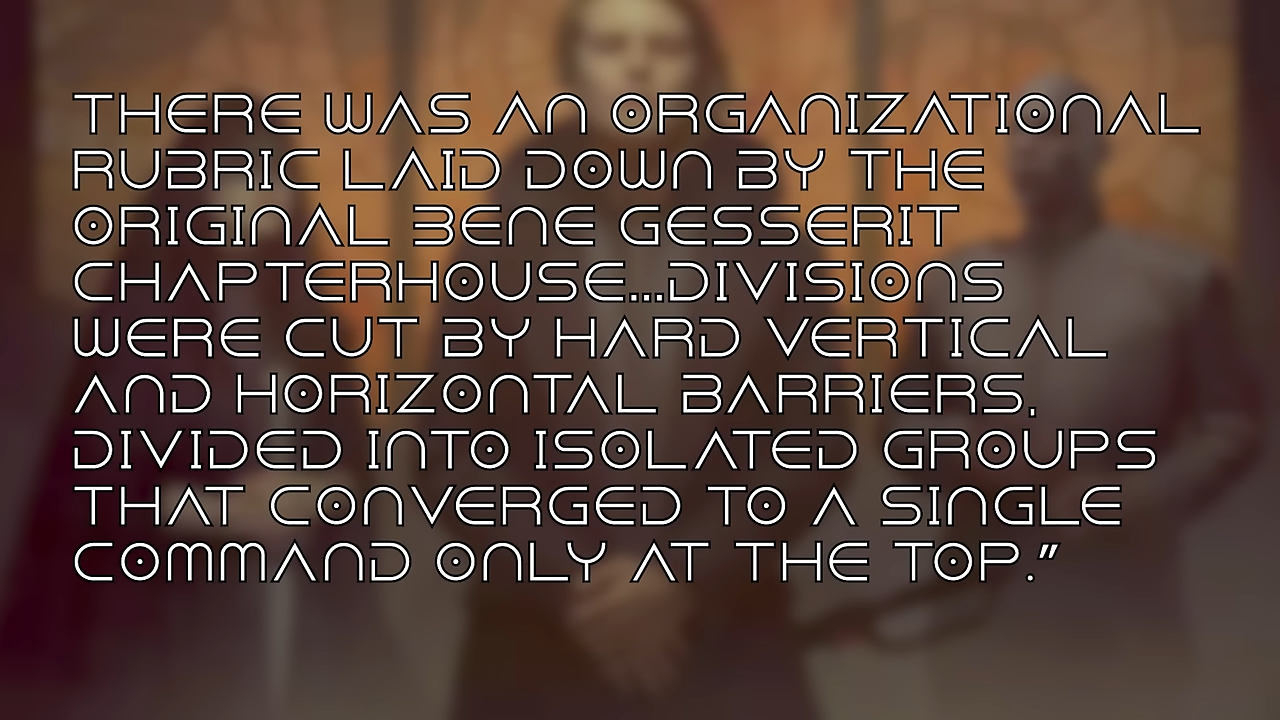 THERE WAS AN ORGANIZATIONAL
RUBRIC LAID DOWN BY THE
ORIGINAL BENE GESSERIT
CHAPTERHOUSE...DIVISIONS
WERE CUT BY HARD VERTICAL
AND HORIZONTAL BARRIERS,
DIVIDED INTO ISOLATED GROUPS
THAT CONVERGED TO A SINGLE
COMMAND ONLY AT THE TOP.”